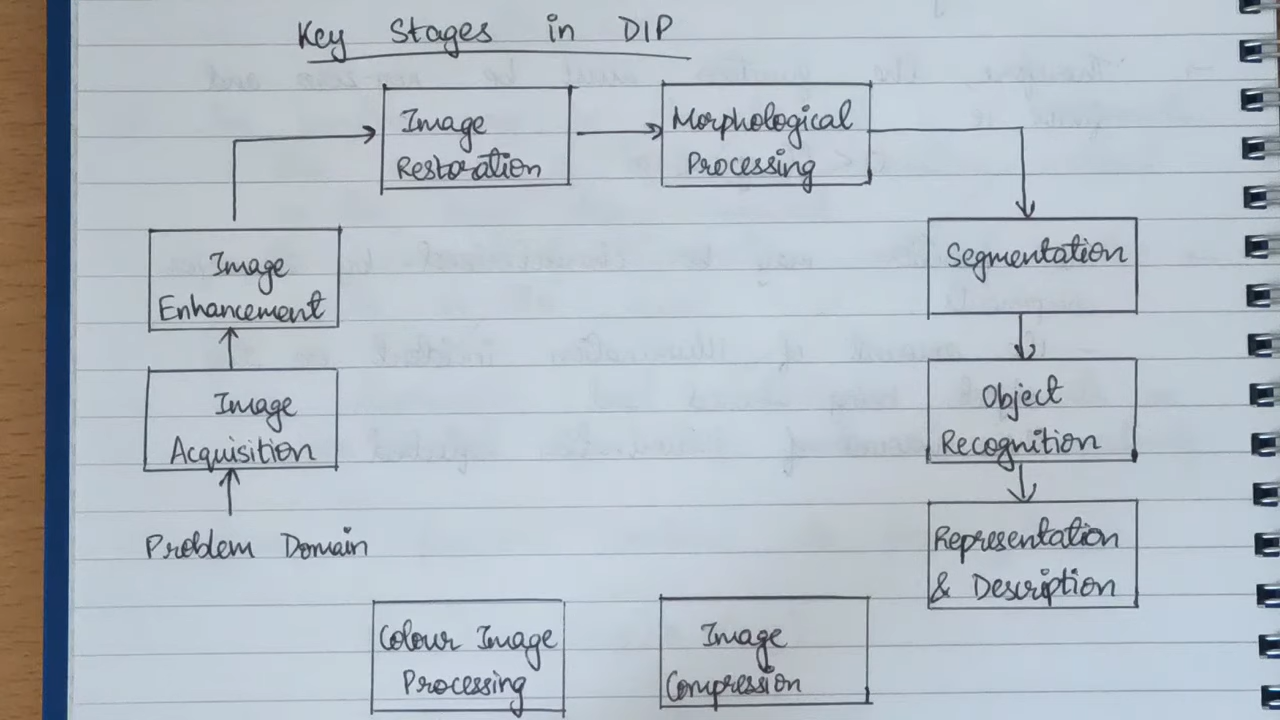 Key Stages in DIP
Image
Restoration
Morphological
Processing
Segmentation
Image
Enhancement
Object
Recognition
Image
Acquisition
Representation
& Description
Problem Domain
Colour Image
Processing
Image
Compression